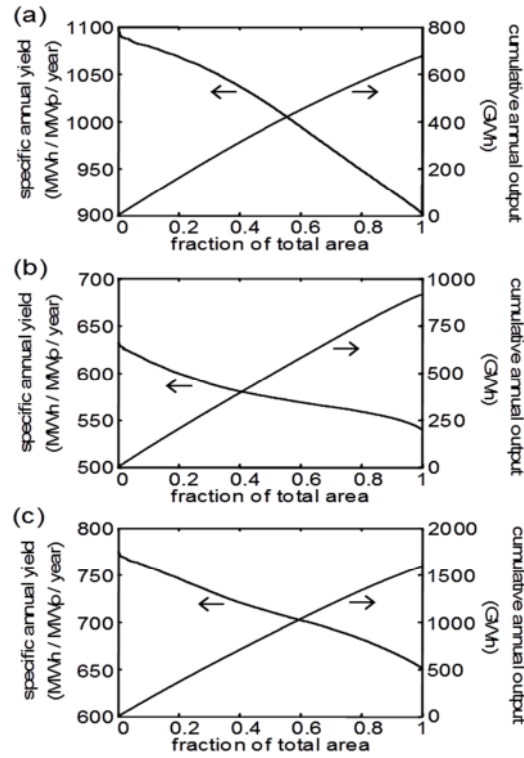 (a)
specific annual yield
(MWh / MWp / year)
1100
1050
1000
950
900
800
600
400
200
0
cumulative annual output
(GWh)
0
0.2
0.4
0.6
0.8
1
fraction of total area
(b)
specific annual yield
(MWh / MWp / year)
700
650
600
550
500
1000
750
500
250
0
cumulative annual output
(GWh)
0
0.2
0.4
0.6
0.8
1
fraction of total area
(c)
specific annual yield
(MWh / MWp / year)
800
750
700
650
600
2000
1500
1000
500
0
cumulative annual output
(GWh)
0
0.2
0.4
0.6
0.8
1
fraction of total area